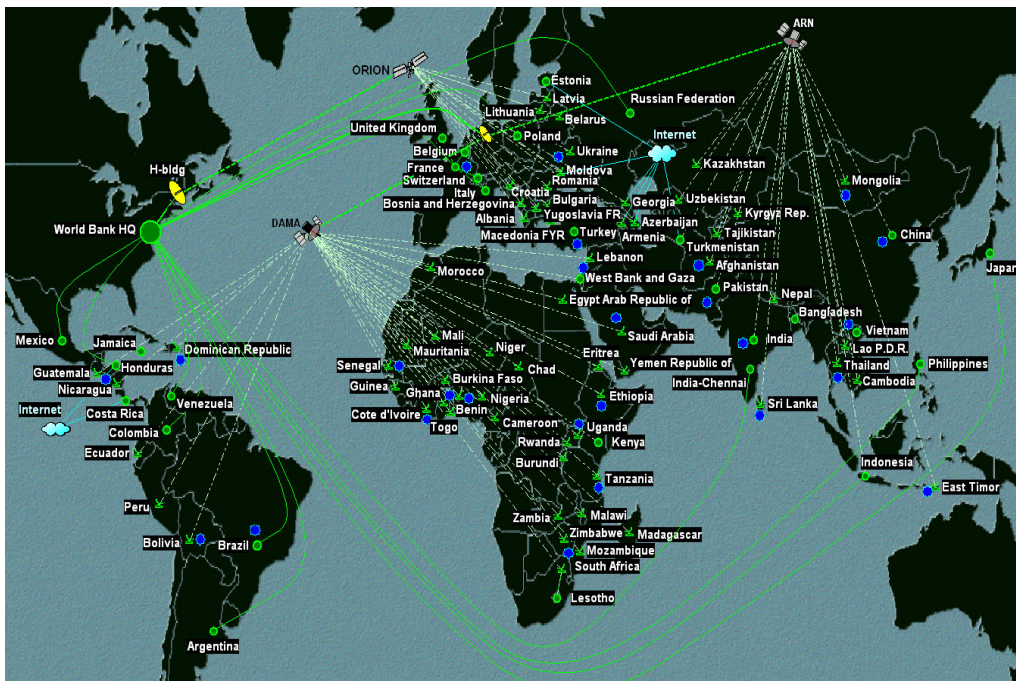 ARN
ORION
Estonia
Latvia
Russian Federation
Lithuania
Belarus
United Kingdom
Poland
Internet
Belgium
Ukraine
H-bldg
France
Moldova
Kazakhstan
Switzerland
Romania
Mongolia
Italy
Croatia
Bulgaria
Bosnia and Herzegovina
Georgia
Uzbekistan
Albania
Yugoslavia FR
Kyrgyz Rep.
World Bank HQ
DAMA
Macedonia FYR
Turkey
Armenia
Azerbaijan
Tajikistan
China
Turkmenistan
Lebanon
Afghanistan
Japan
Morocco
West Bank and Gaza
Pakistan
Egypt Arab Republic of
Nepal
Bangladesh
Mexico
Jamaica
Dominican Republic
Mali
Saudi Arabia
India
Vietnam
Mauritania
Niger
Eritrea
Lao P.D.R.
Guatemala
Honduras
Senegal
Chad
Yemen Republic of
Thailand
Philippines
Nicaragua
Guinea
Burkina Faso
India-Chennai
Cambodia
Internet
Costa Rica
Venezuela
Ghana
Nigeria
Ethiopia
Sri Lanka
Cote d'Ivoire
Benin
Colombia
Togo
Cameroon
Uganda
Ecuador
Rwanda
Kenya
Burundi
Indonesia
Tanzania
East Timor
Peru
Zambia
Malawi
Bolivia
Brazil
Zimbabwe
Madagascar
Mozambique
South Africa
Lesotho
Argentina